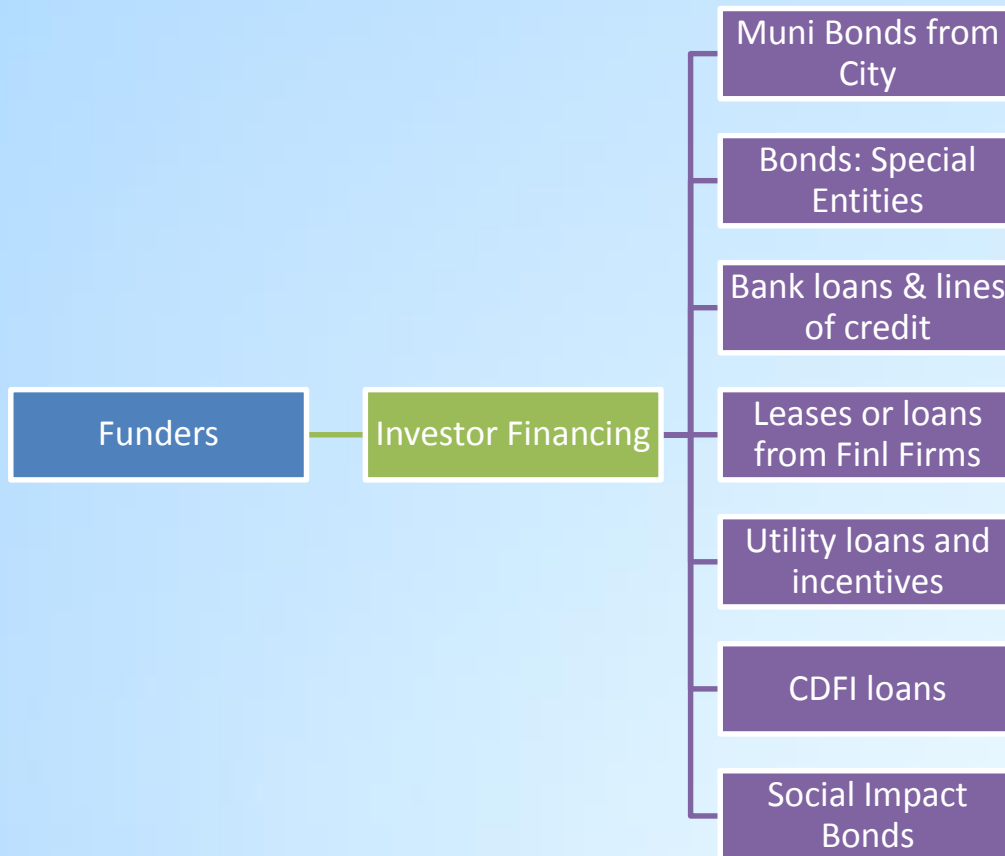 Funders
Investor Financing
Muni Bonds from
City
Bonds: Special
Entities
Bank loans & lines
of credit
Leases or loans
from Finl Firms
Utility loans and
incentives
CDFI loans
Social Impact
Bonds